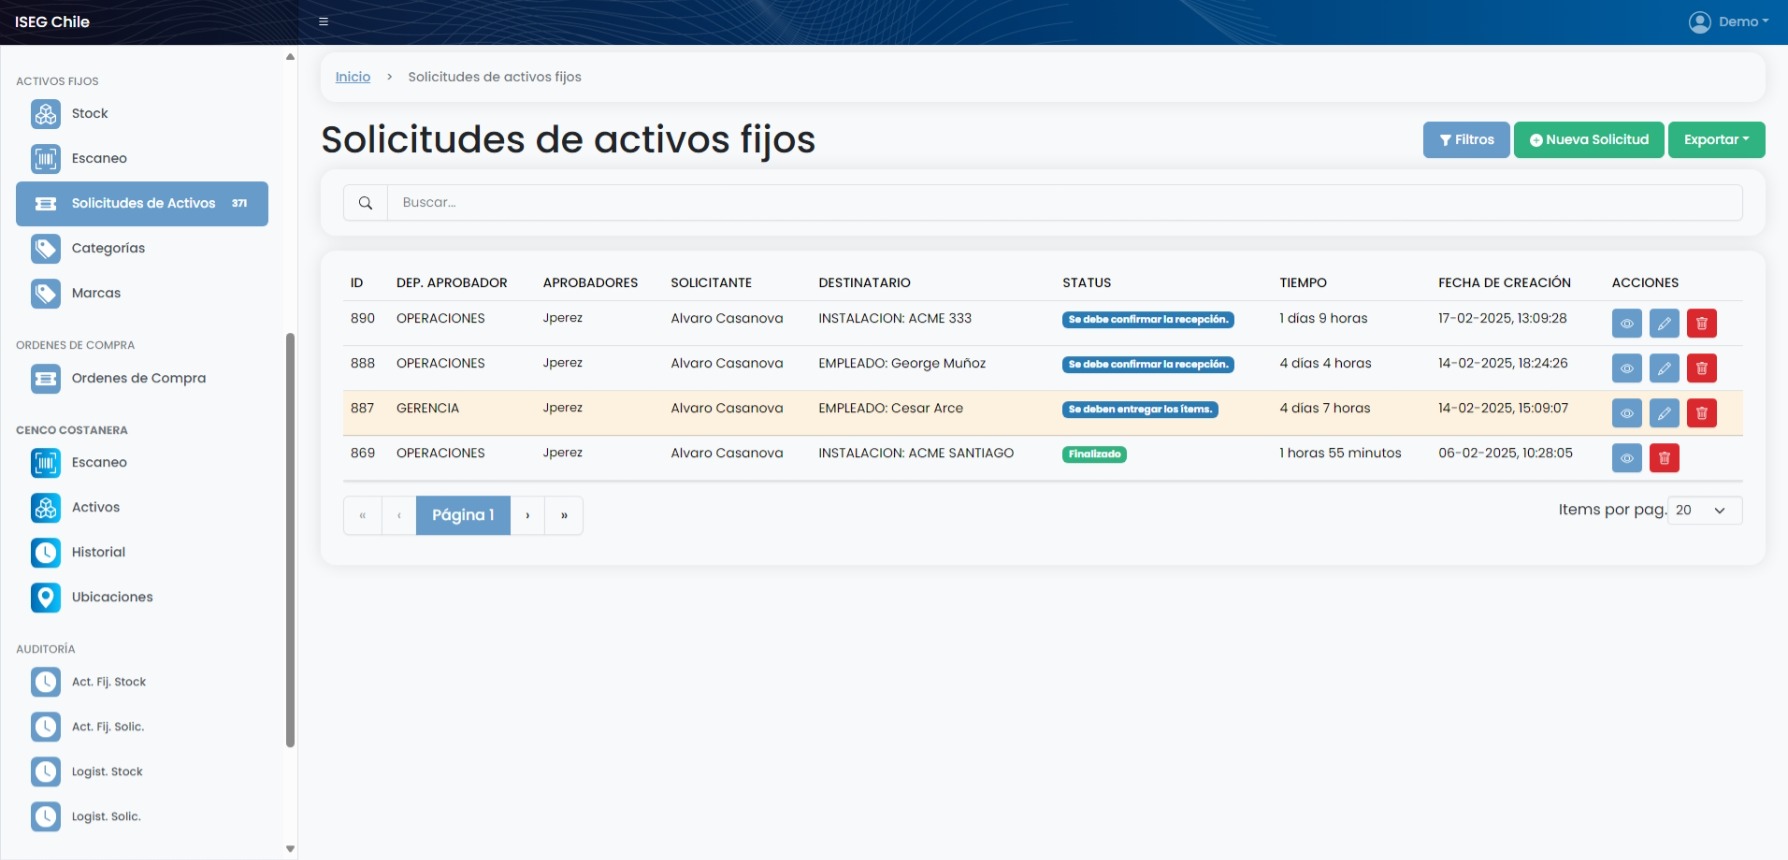 ISEG Chile
Demo
ACTIVOS FIJOS
Stock
Escaneo
Solicitudes de Activos 371
Categorías
Marcas
ORDENES DE COMPRA
Ordenes de Compra
CENCO COSTANERA
Escaneo
Activos
Historial
Ubicaciones
AUDITORÍA
Act. Fij. Stock
Act. Fij. Solic.
Logist. Stock
Logist. Solic.
Inicio > Solicitudes de activos fijos
Solicitudes de activos fijos
Filtros Nueva Solicitud Exportar
Buscar...
ID DEP. APROBADOR APROBADORES SOLICITANTE DESTINATARIO STATUS TIEMPO FECHA DE CREACIÓN ACCIONES
890 OPERACIONES Jperez Alvaro Casanova INSTALACION: ACME 333 Se debe confirmar la recepción. 1 días 9 horas 17-02-2025, 13:09:28
888 OPERACIONES Jperez Alvaro Casanova EMPLEADO: George Muñoz Se debe confirmar la recepción. 4 días 4 horas 14-02-2025, 18:24:26
887 GERENCIA Jperez Alvaro Casanova EMPLEADO: Cesar Arce Se deben entregar los ítems. 4 días 7 horas 14-02-2025, 15:09:07
869 OPERACIONES Jperez Alvaro Casanova INSTALACION: ACME SANTIAGO Finalizado 1 horas 55 minutos 06-02-2025, 10:28:05
« ‹ Página 1 › »
Items por pag. 20